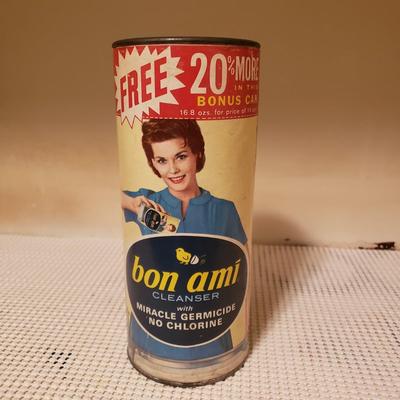 FREE
20% MORE
IN THIS
BONUS CAN
16.8 ozs. for price of
bon ami
CLEANSER
with
MIRACLE GERMICIDE
NO CHLORINE